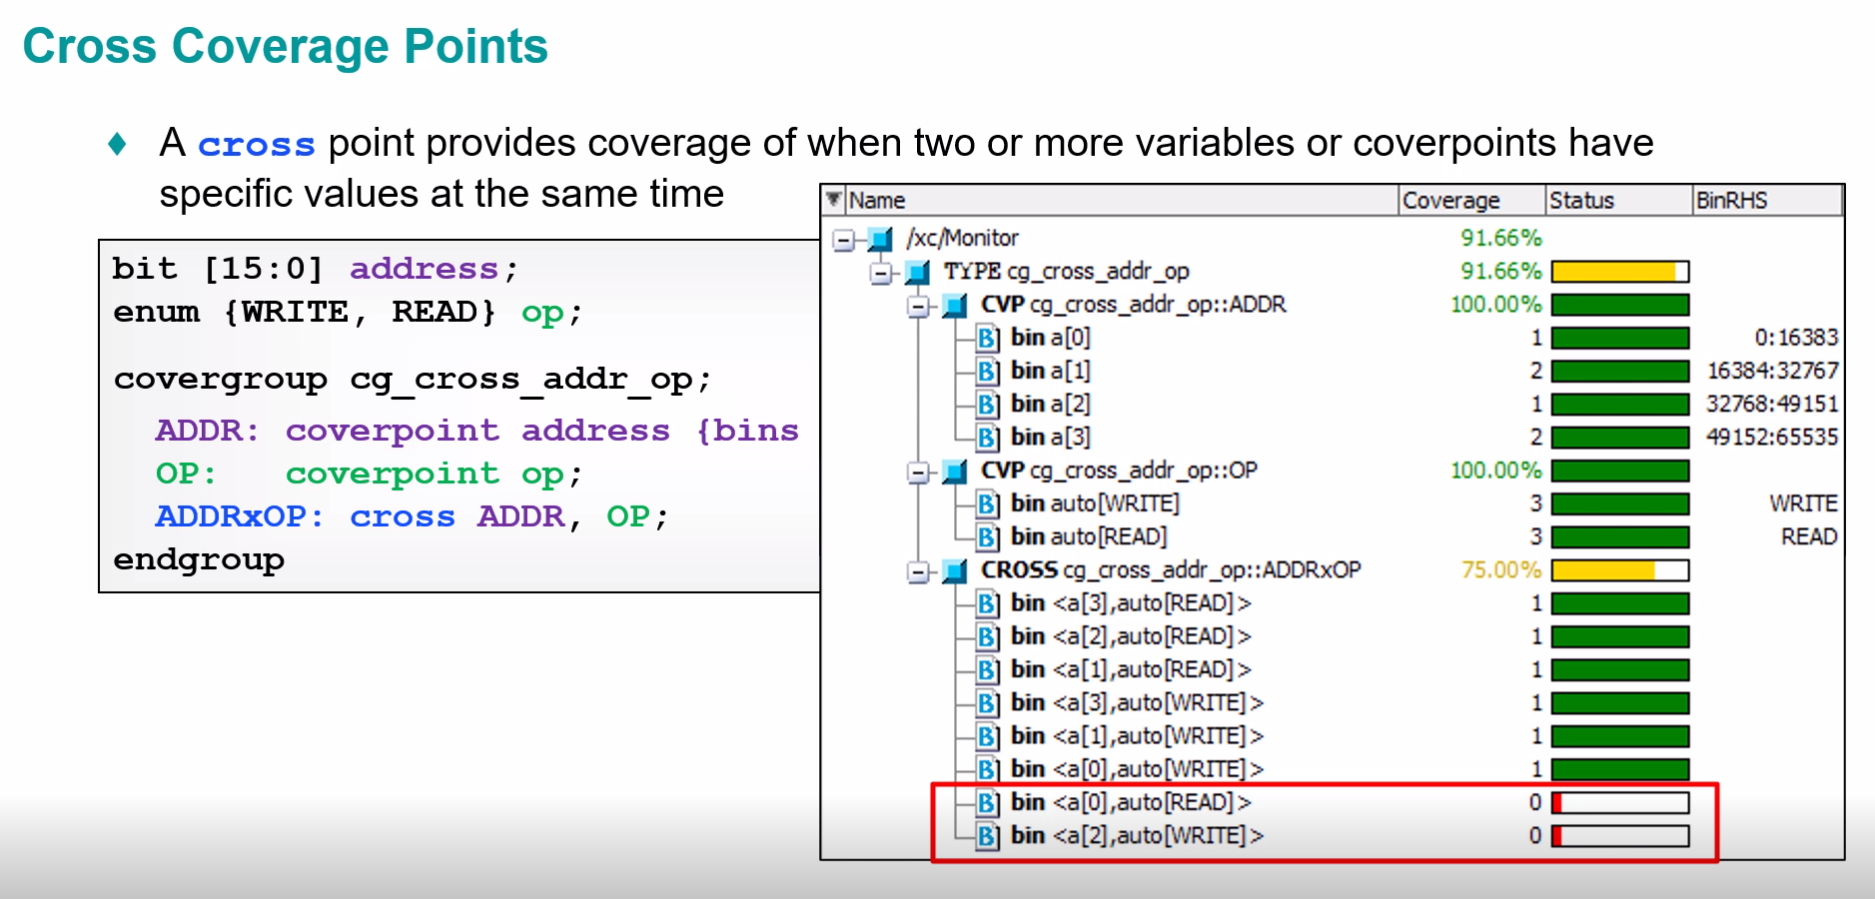 Cross Coverage Points
A cross point provides coverage of when two or more variables or coverpoints have
specific values at the same time
bit [15:0] address;
enum {WRITE, READ} op;
covergroup cg_cross_addr_op;
ADDR: coverpoint address {bins
OP: coverpoint op;
ADDRxOP: cross ADDR, OP;
endgroup
Name Coverage Status BinRHS
/xc/Monitor 91.66%
TYPE cg_cross_addr_op 91.66%
CVP cg_cross_addr_op::ADDR 100.00%
B bin a[0] 1 0:16383
B bin a[1] 2 16384:32767
B bin a[2] 1 32768:49151
B bin a[3] 2 49152:65535
CVP cg_cross_addr_op::OP 100.00%
B bin auto[WRITE] 3 WRITE
B bin auto[READ] 3 READ
CROSS cg_cross_addr_op::ADDRxOP 75.00%
B bin <a[3],auto[READ]> 1
B bin <a[2],auto[READ]> 1
B bin <a[1],auto[READ]> 1
B bin <a[3],auto[WRITE]> 1
B bin <a[1],auto[WRITE]> 1
B bin <a[0],auto[WRITE]> 1
B bin <a[0],auto[READ]> 0
B bin <a[2],auto[WRITE]> 0